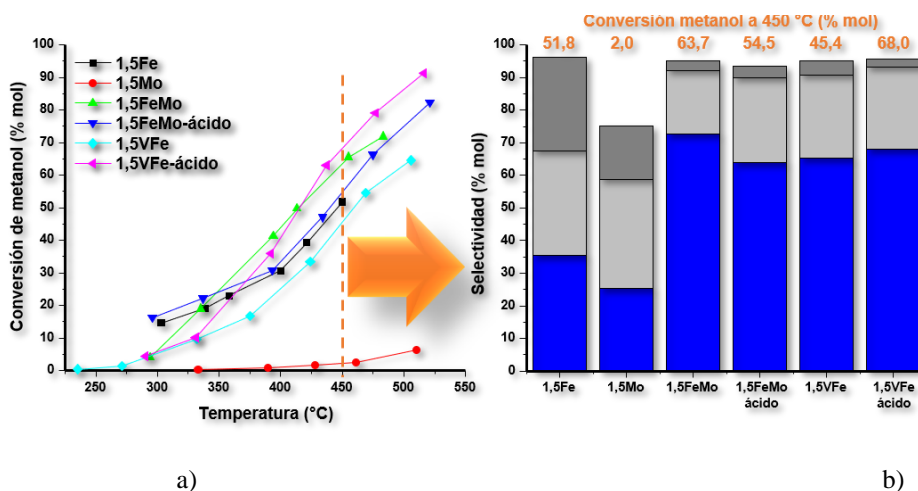 a)
Conversión de metanol (% mol)
100
90
80
70
60
50
40
30
20
10
0
1,5Fe
1,5Mo
1,5FeMo
1,5FeMo-ácido
1,5VFe
1,5VFe-ácido
250
300
350
400
450
500
550
Temperatura (°C)
b)
Conversión metanol a 450 °C (% mol)
51,8 2,0 63,7 54,5 45,4 68,0
Selectividad (% mol)
100
90
80
70
60
50
40
30
20
10
0
1,5Fe 1,5Mo 1,5FeMo 1,5FeMo 1,5VFe 1,5VFe
ácido ácido
a) b)